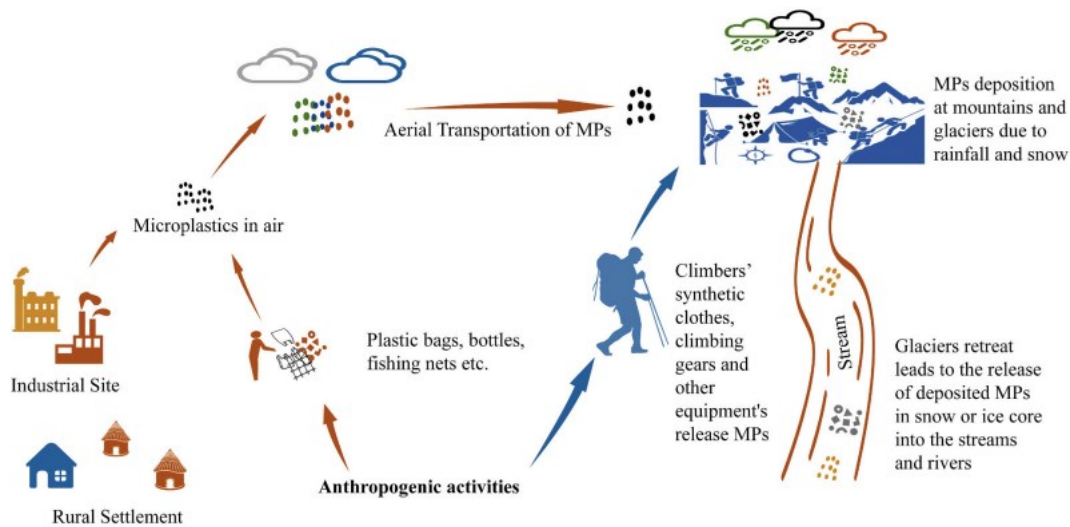 MPs deposition
at mountains and
glaciers due to
rainfall and snow
Aerial Transportation of MPs
Microplastics in air
Climbers’
synthetic
clothes,
climbing
gears and
other
equipment's
release MPs
Plastic bags, bottles,
fishing nets etc.
Stream
Glaciers retreat
leads to the release
of deposited MPs
in snow or ice core
into the streams
and rivers
Industrial Site
Anthropogenic activities
Rural Settlement